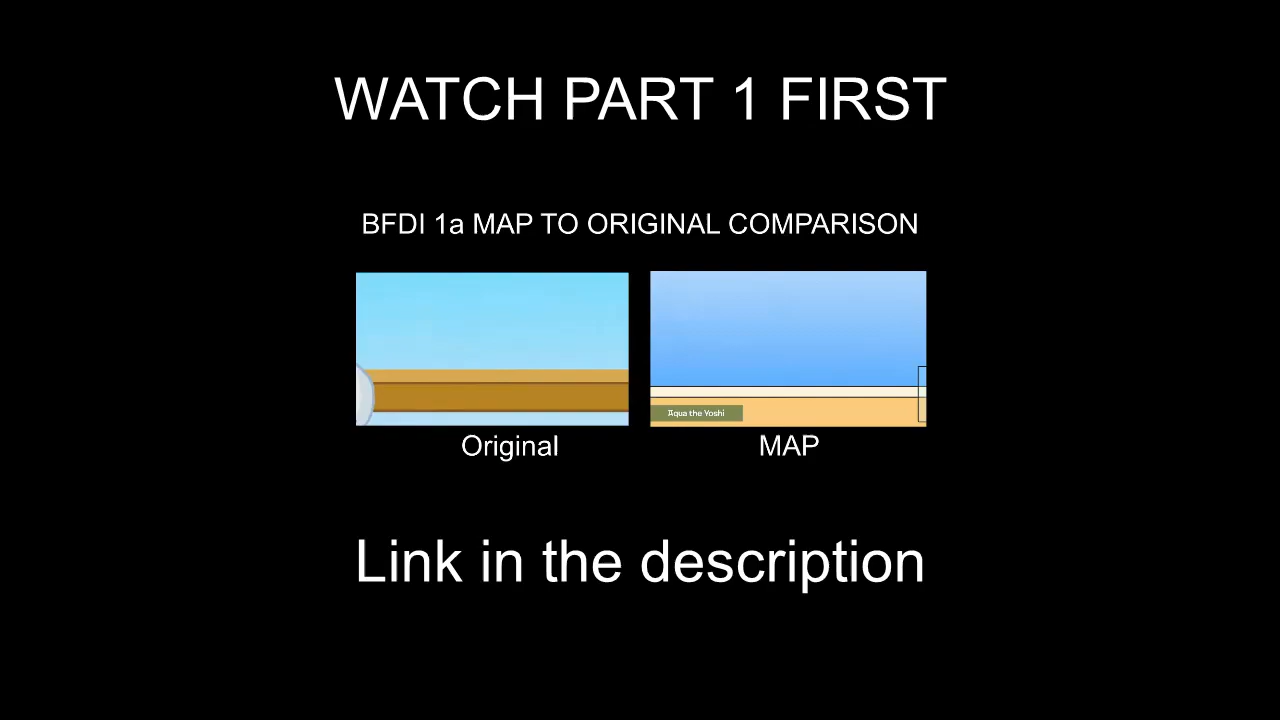 WATCH PART 1 FIRST
BFDI 1a MAP TO ORIGINAL COMPARISON
Aqua the Yoshi
Original
MAP
Link in the description